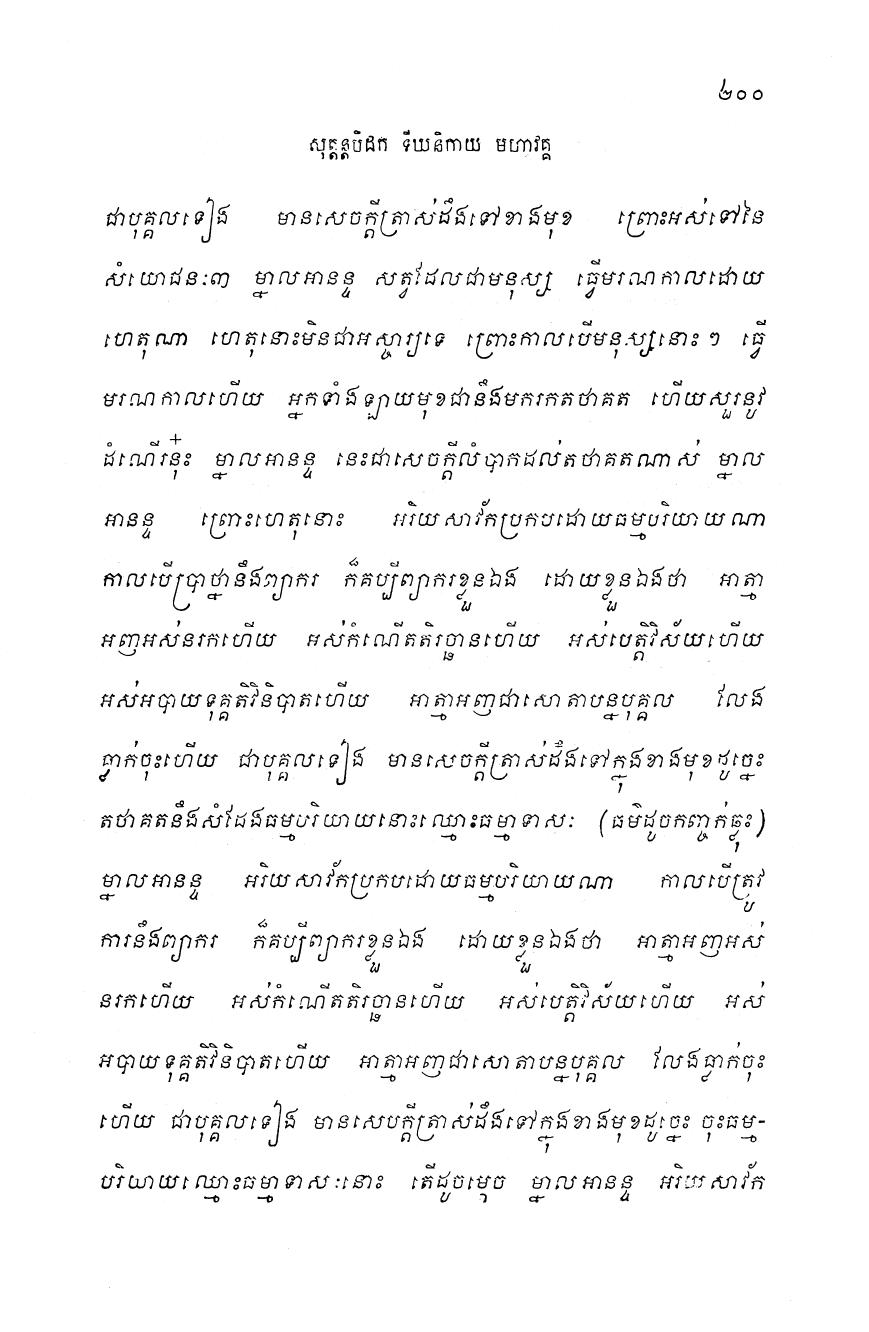 ២០០
សុត្តន្តបិដក ទីឃនិកាយ មហាវគ្គ
ជាបុគ្គលទៀង មានសេចក្តីត្រាស់ដឹងទៅខាងមុខ ព្រោះអស់ទៅនៃ
សំយោជនៈ៣ ម្នាលអានន្ទ សត្វដែលជាមនុស្ស ធ្វើមរណកាលដោយ
ហេតុណា ហេតុនោះមិនជាអស្ចារ្យទេ ព្រោះកាលបើមនុស្សនោះ ៗ ធ្វើ
មរណកាលហើយ អ្នកទាំងឡាយមុខជានឹងមករកតថាគត ហើយសួរនូវ
ដំណើរនុ៎ះ ម្នាលអានន្ទ នេះជាសេចក្តីលំបាកដល់តថាគតណាស់ ម្នាល
អានន្ទ ព្រោះហេតុនោះ អរិយសាវ័កប្រកបដោយធម្មបរិយាយណា
កាលបើប្រាថ្នានឹងព្យាករ ក៏គប្បីព្យាករខ្លួនឯង ដោយខ្លួនឯងថា អាត្មា
អញអស់នរកហើយ អស់កំណើតតិរច្ឆានហើយ អស់បេត្តិវិស័យហើយ
អស់អបាយទុគ្គតិវិនិបាតហើយ អាត្មាអញជាសោតាបន្នបុគ្គល លែង
ធ្លាក់ចុះហើយ ជាបុគ្គលទៀង មានសេចក្តីត្រាស់ដឹងទៅក្នុងខាងមុខដូច្នេះ
តថាគតនឹងសំដែងធម្មបរិយាយនោះឈ្មោះធម្មាទាសៈ (ធម៌ដូចកញ្ចក់ឆ្លុះ)
ម្នាលអានន្ទ អរិយសាវ័កប្រកបដោយធម្មបរិយាយណា កាលបើត្រូវ
ការនឹងព្យាករ ក៏គប្បីព្យាករខ្លួនឯង ដោយខ្លួនឯងថា អាត្មាអញអស់
នរកហើយ អស់កំណើតតិរច្ឆានហើយ អស់បេត្តិវិស័យហើយ អស់
អបាយទុគ្គតិវិនិបាតហើយ អាត្មាអញជាសោតាបន្នបុគ្គល លែងធ្លាក់ចុះ
ហើយ ជាបុគ្គលទៀង មានសេបក្តីត្រាស់ដឹងទៅក្នុងខាងមុខដូច្នេះ ចុះធម្ម-
បរិយាយឈ្មោះធម្មាទាសៈនោះ តើដូចម្តេច ម្នាលអានន្ទ អរិយសាវ័ក